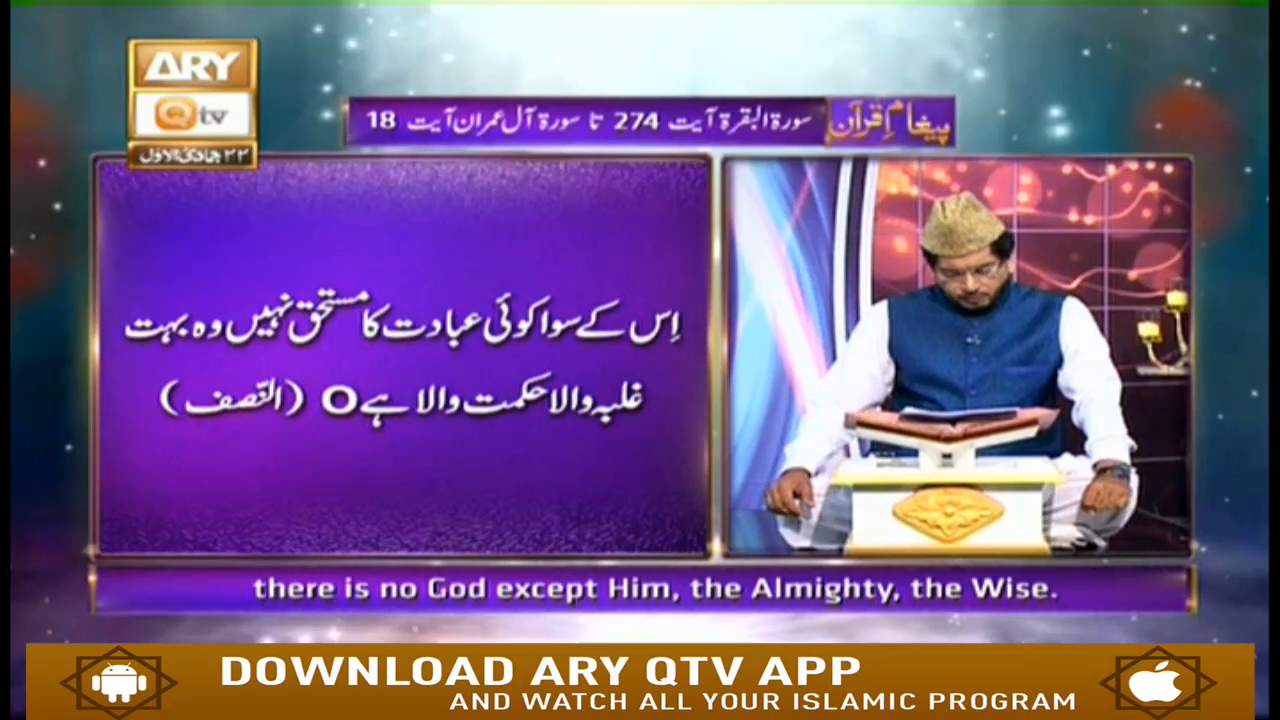 ARY
Qtv
۲۲ جمادی الاول
پیغام قرآن
سورۃ البقرۃ آیت 274 تا سورۃ آل عمران آیت 18
اِس کے سوا کوئی عبادت کا مستحق نہیں وہ بہت
غلبہ والا حکمت والا ہے O (النّصف)
there is no God except Him, the Almighty, the Wise.
DOWNLOAD ARY QTV APP
AND WATCH ALL YOUR ISLAMIC PROGRAM